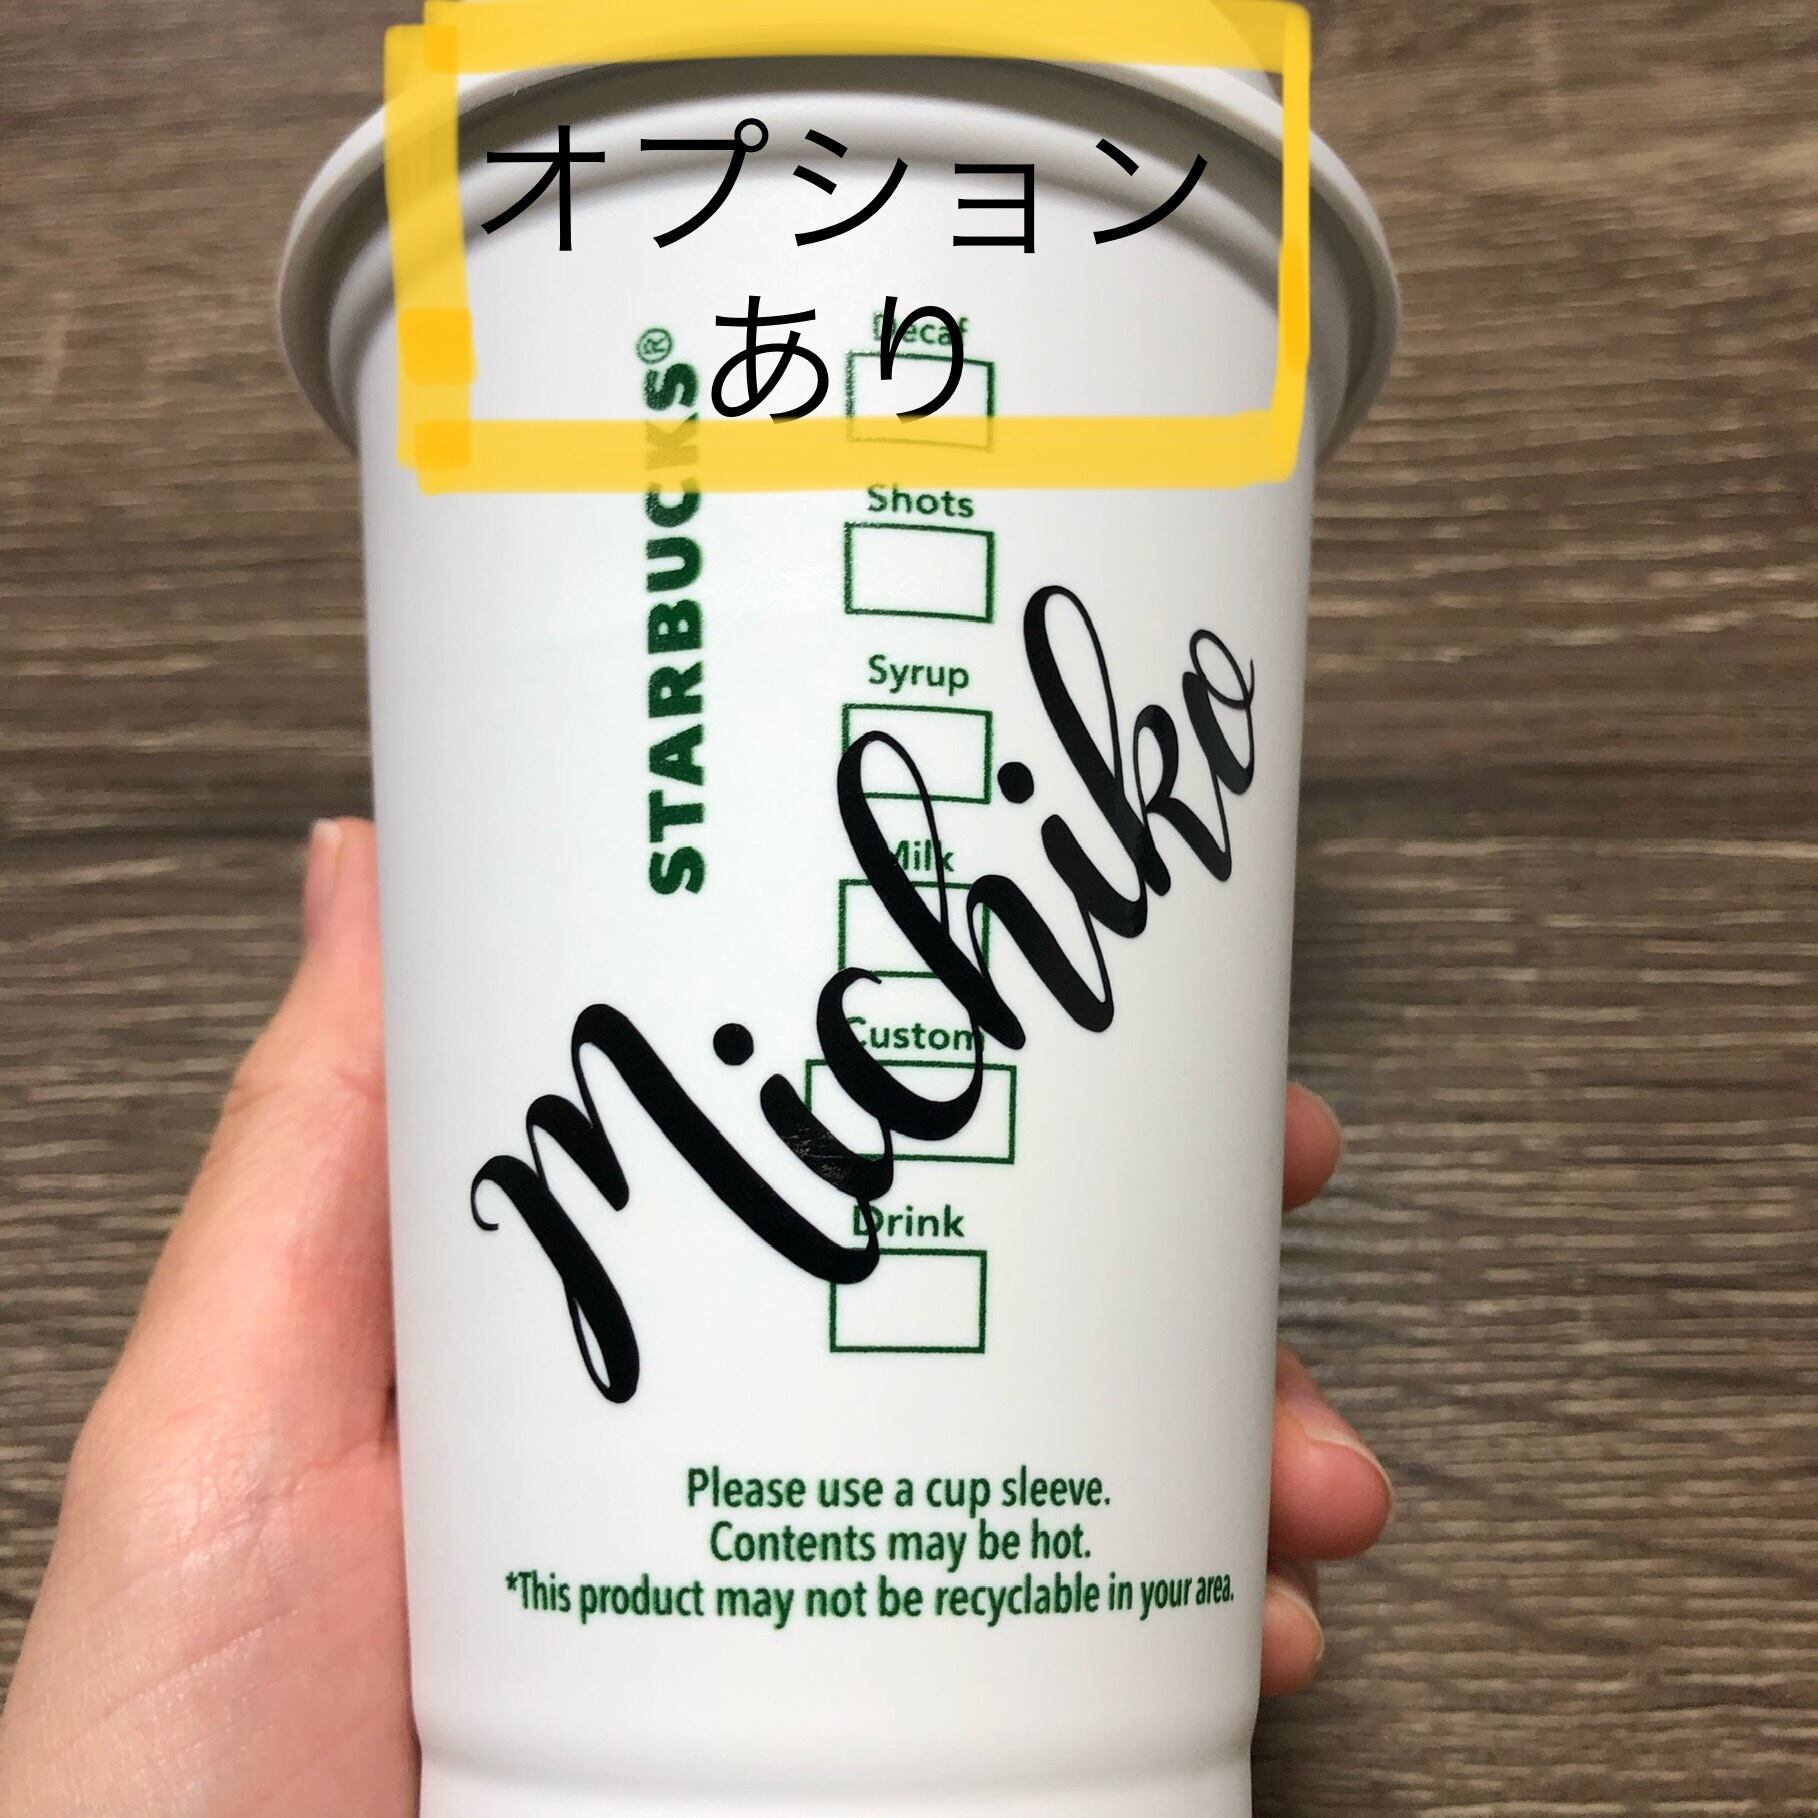 オプション
あり
STARBUCKS®
Decaf
Shots
Syrup
Milk
Custom
Drink
Michiko
Please use a cup sleeve.
Contents may be hot.
*This product may not be recyclable in your area.